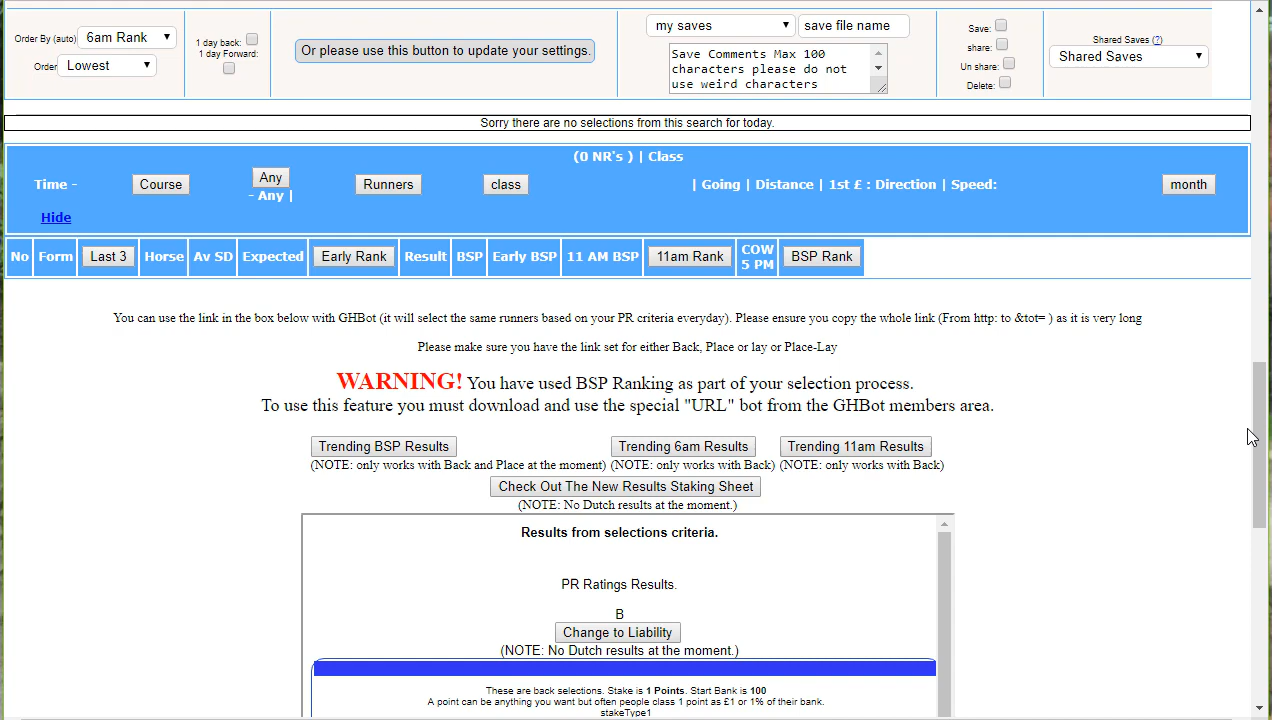 Order By (auto) 6am Rank
Order Lowest
1 day back:
1 day Forward:
Or please use this button to update your settings.
my saves
save file name
Save Comments Max 100
characters please do not
use weird characters
Save:
share:
Un share:
Delete:
Shared Saves (?)
Shared Saves
Sorry there are no selections from this search for today.
(0 NR's ) | Class
Time - Course Any - Any | Runners class | Going | Distance | 1st £ : Direction | Speed: month
Hide
No Form Last 3 Horse Av SD Expected Early Rank Result BSP Early BSP 11 AM BSP 11am Rank COW 5 PM BSP Rank
You can use the link in the box below with GHBot (it will select the same runners based on your PR criteria everyday). Please ensure you copy the whole link (From http: to &tot= ) as it is very long
Please make sure you have the link set for either Back, Place or lay or Place-Lay
WARNING! You have used BSP Ranking as part of your selection process.
To use this feature you must download and use the special "URL" bot from the GHBot members area.
Trending BSP Results Trending 6am Results Trending 11am Results
(NOTE: only works with Back and Place at the moment) (NOTE: only works with Back) (NOTE: only works with Back)
Check Out The New Results Staking Sheet
(NOTE: No Dutch results at the moment.)
Results from selections criteria.
PR Ratings Results.
B
Change to Liability
(NOTE: No Dutch results at the moment.)
These are back selections. Stake is 1 Points. Start Bank is 100
A point can be anything you want but often people class 1 point as £1 or 1% of their bank.
stakeType1